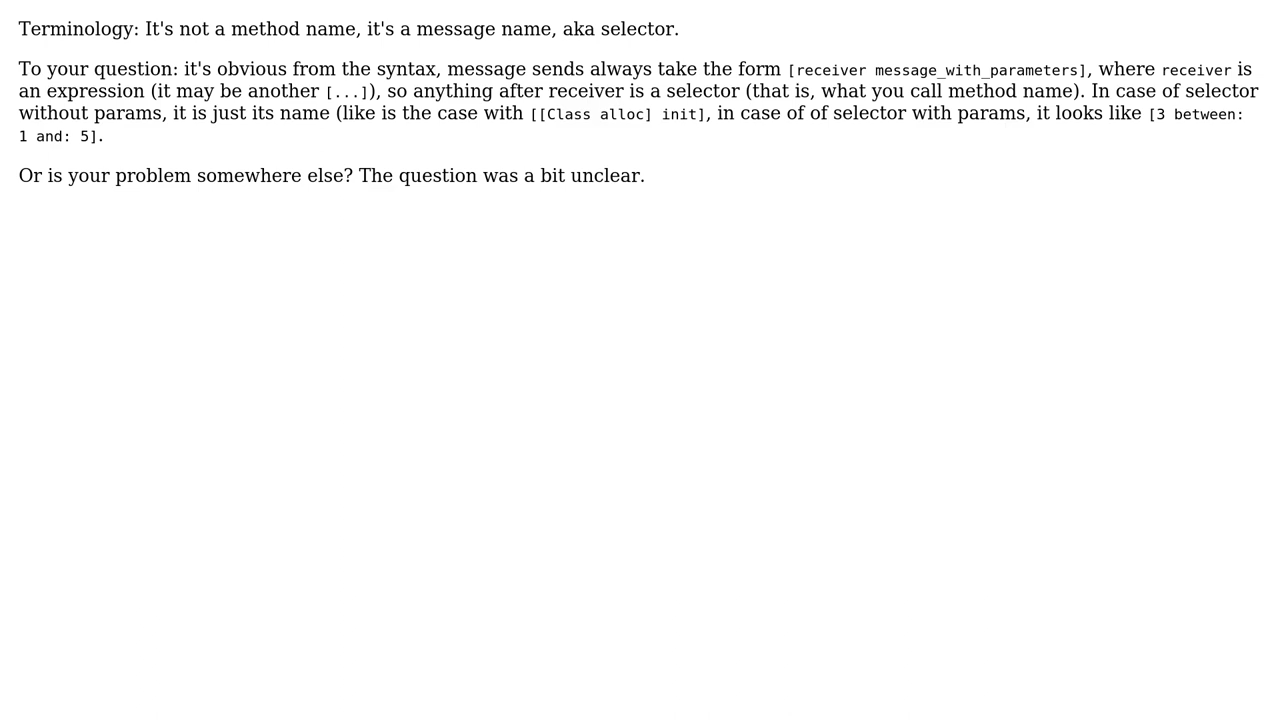 Terminology: It's not a method name, it's a message name, aka selector.
To your question: it's obvious from the syntax, message sends always take the form [receiver message_with_parameters], where receiver is
an expression (it may be another [...]), so anything after receiver is a selector (that is, what you call method name). In case of selector
without params, it is just its name (like is the case with [[Class alloc] init], in case of of selector with params, it looks like [3 between:
1 and: 5].
Or is your problem somewhere else? The question was a bit unclear.